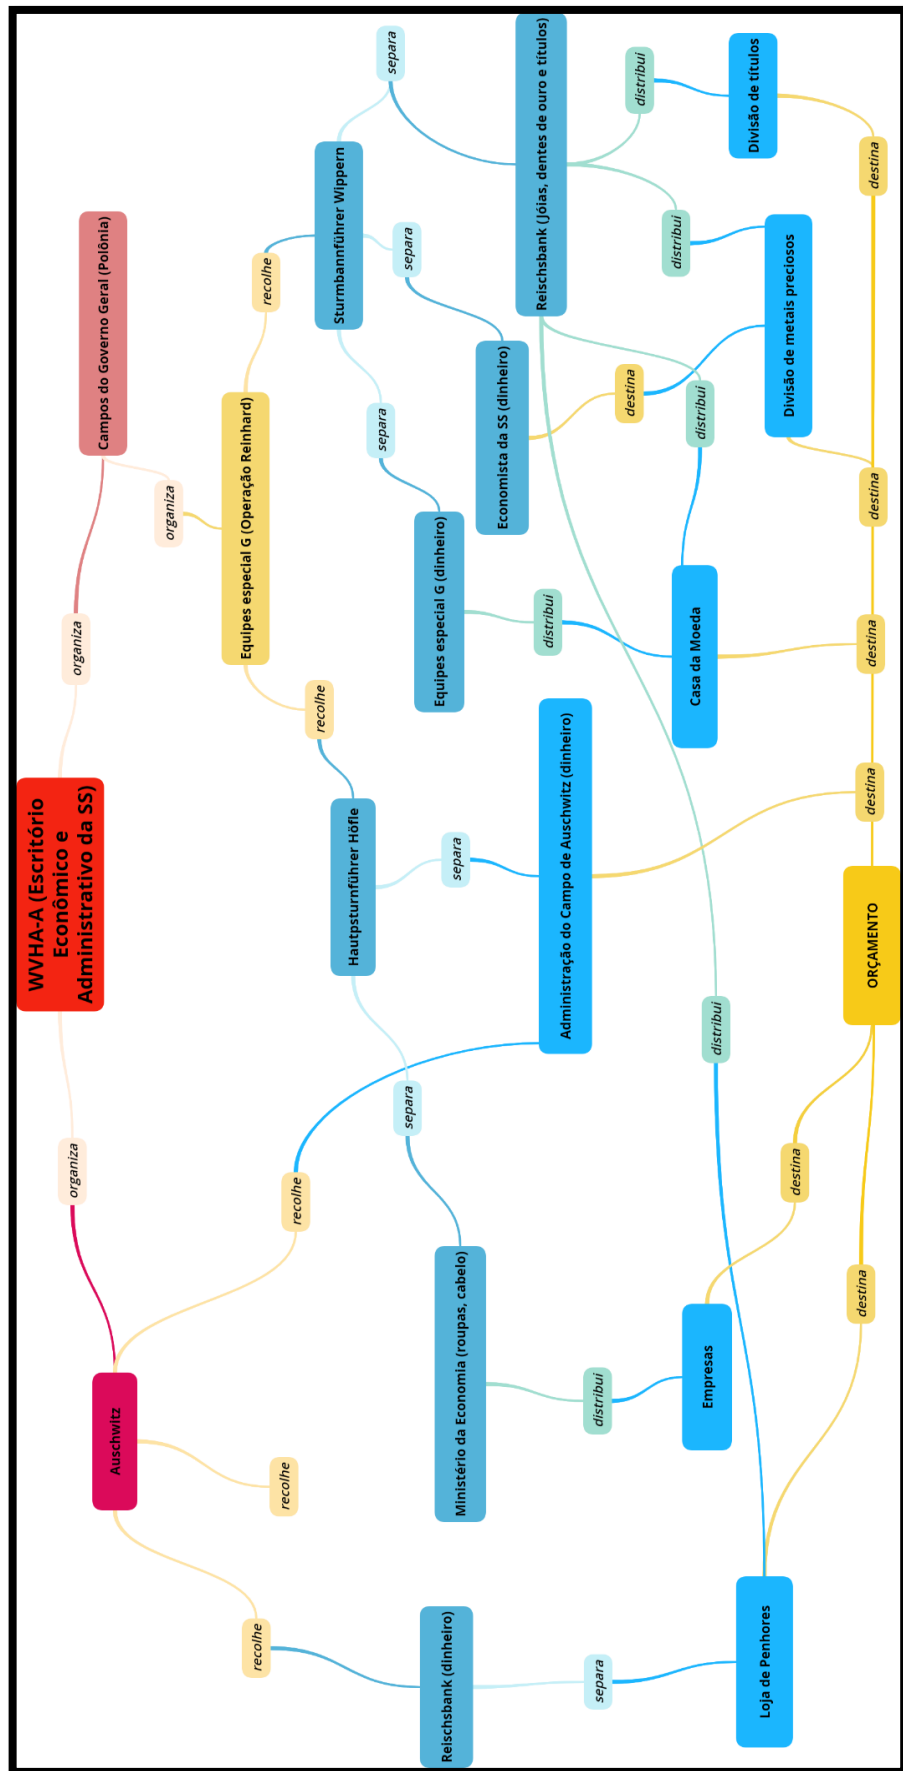 WVHA-A (Escritório
Econômico e
Administrativo da SS)
organiza
organiza
Auschwitz
Campos do Governo Geral (Polônia)
organiza
Equipes especial G (Operação Reinhard)
recolhe
recolhe
recolhe
recolhe
recolhe
Hautpsturnführer Höfle
Sturmbannführer Wippern
separa
separa
separa
separa
separa
Reischsbank (dinheiro)
Ministério da Economia (roupas, cabelo)
Equipes especial G (dinheiro)
Economista da SS (dinheiro)
Administração do Campo de Auschwitz (dinheiro)
Reischsbank (Jóias, dentes de ouro e títulos)
separa
distribui
distribui
destina
distribui
distribui
distribui
distribui
Loja de Penhores
Empresas
Casa da Moeda
Divisão de metais preciosos
Divisão de títulos
destina
destina
ORÇAMENTO
destina
destina
destina
destina